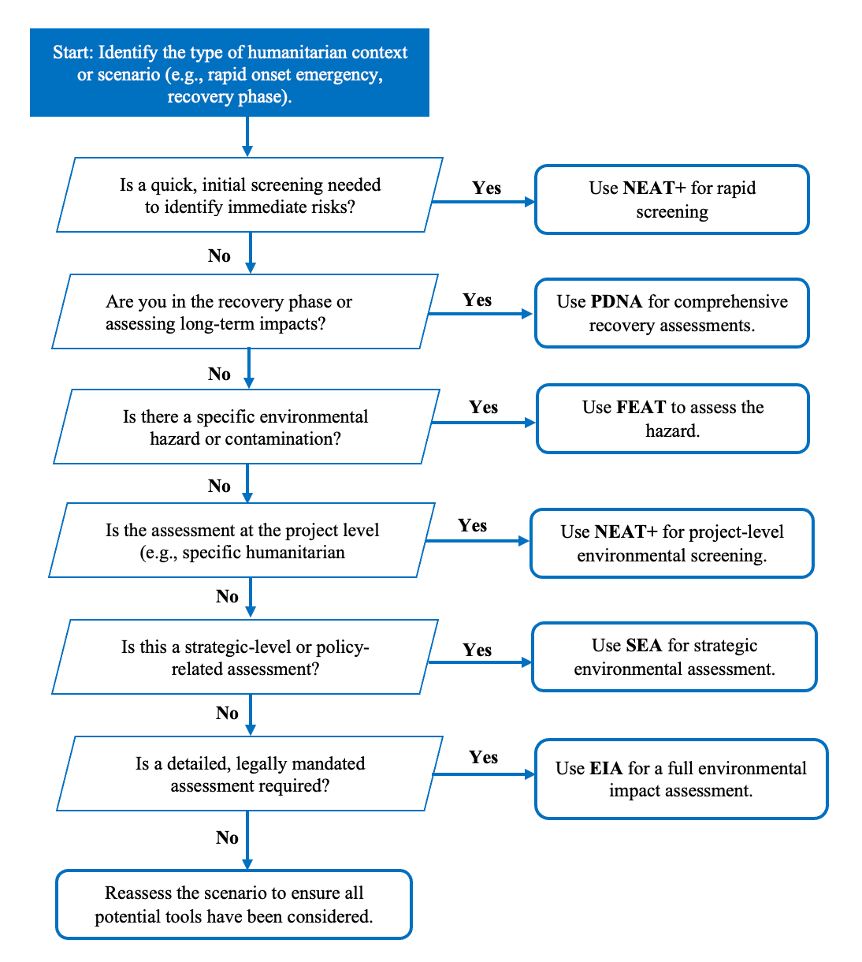 Start: Identify the type of humanitarian context
or scenario (e.g., rapid onset emergency,
recovery phase).
Is a quick, initial screening needed
to identify immediate risks?
Yes
Use NEAT+ for rapid
screening
No
Are you in the recovery phase or
assessing long-term impacts?
Yes
Use PDNA for comprehensive
recovery assessments.
No
Is there a specific environmental
hazard or contamination?
Yes
Use FEAT to assess the
hazard.
No
Is the assessment at the project level
(e.g., specific humanitarian
Yes
Use NEAT+ for project-level
environmental screening.
No
Is this a strategic-level or policy-
related assessment?
Yes
Use SEA for strategic
environmental assessment.
No
Is a detailed, legally mandated
assessment required?
Yes
Use EIA for a full environmental
impact assessment.
No
Reassess the scenario to ensure all
potential tools have been considered.